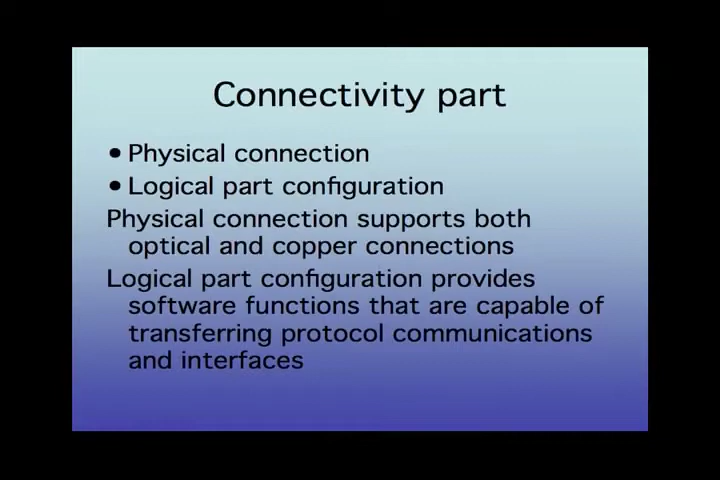 Connectivity part
• Physical connection
• Logical part configuration
Physical connection supports both
optical and copper connections
Logical part configuration provides
software functions that are capable of
transferring protocol communications
and interfaces